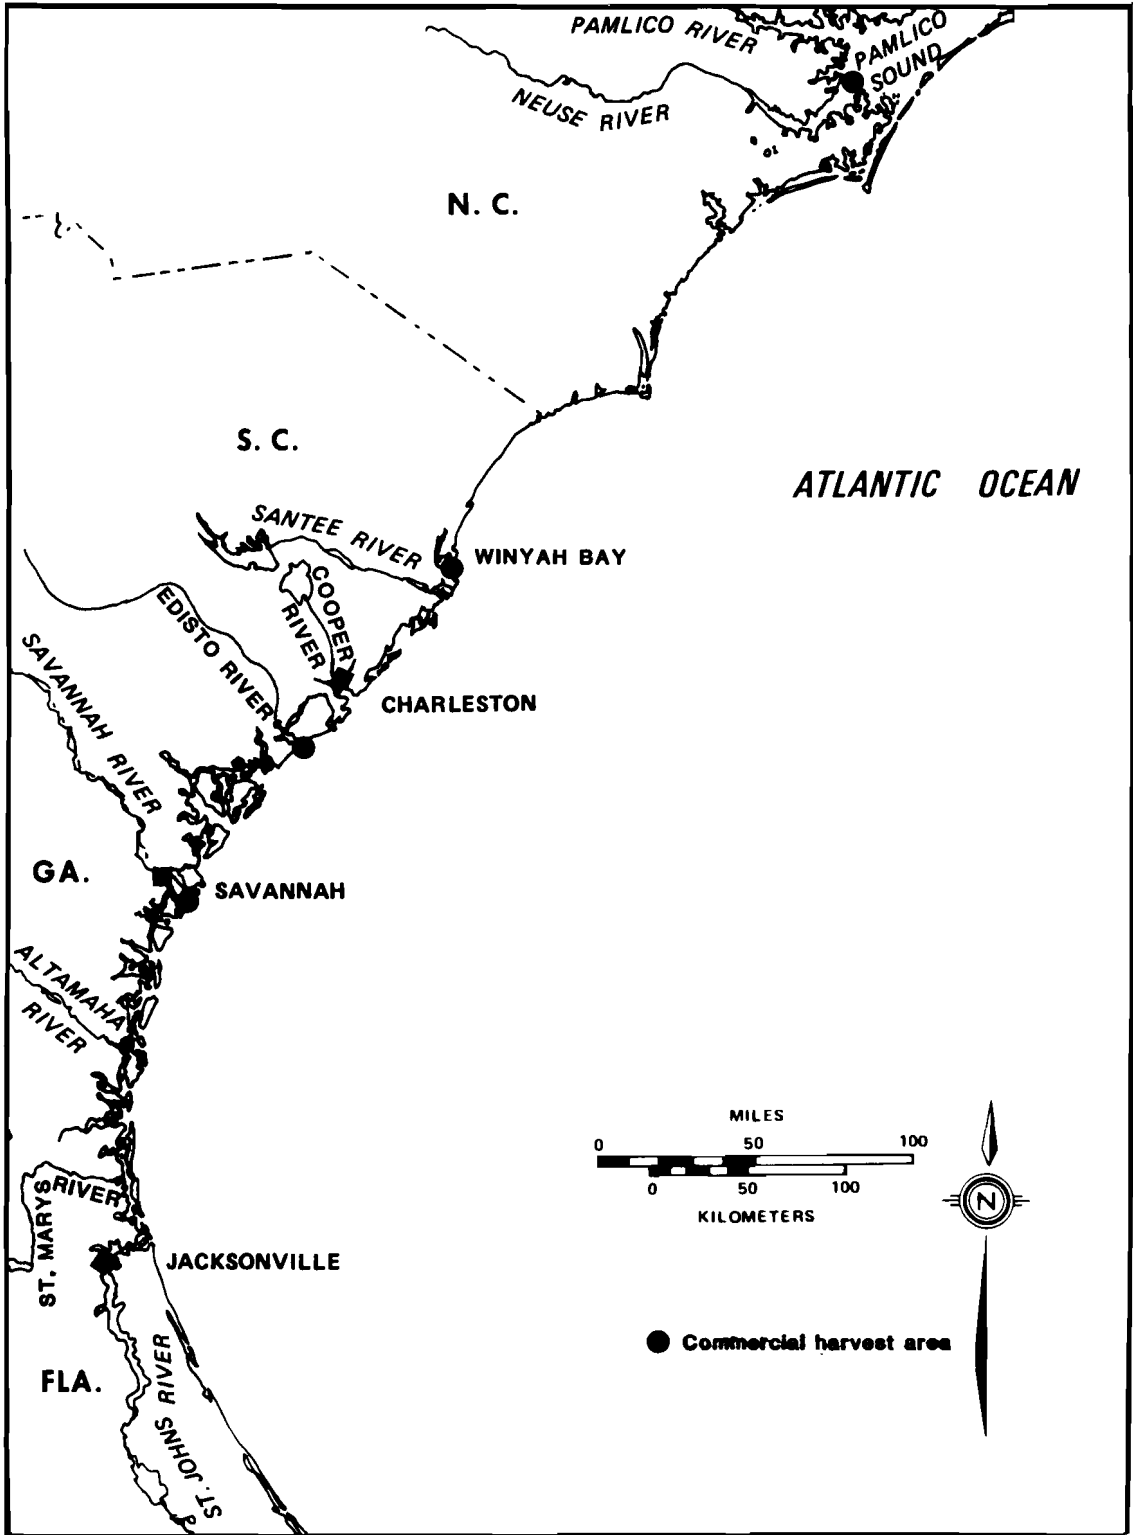 PAMLICO RIVER
PAMLICO
SOUND
NEUSE RIVER
N. C.
S. C.
ATLANTIC OCEAN
SANTEE RIVER
WINYAH BAY
COOPER
RIVER
EDISTO RIVER
SAVANNAH RIVER
CHARLESTON
GA.
SAVANNAH
ALTAMAHA
RIVER
MILES
0 50 100
0 50 100
KILOMETERS
N
ST. MARYS
RIVER
JACKSONVILLE
Commercial harvest area
FLA.
ST. JOHNS RIVER